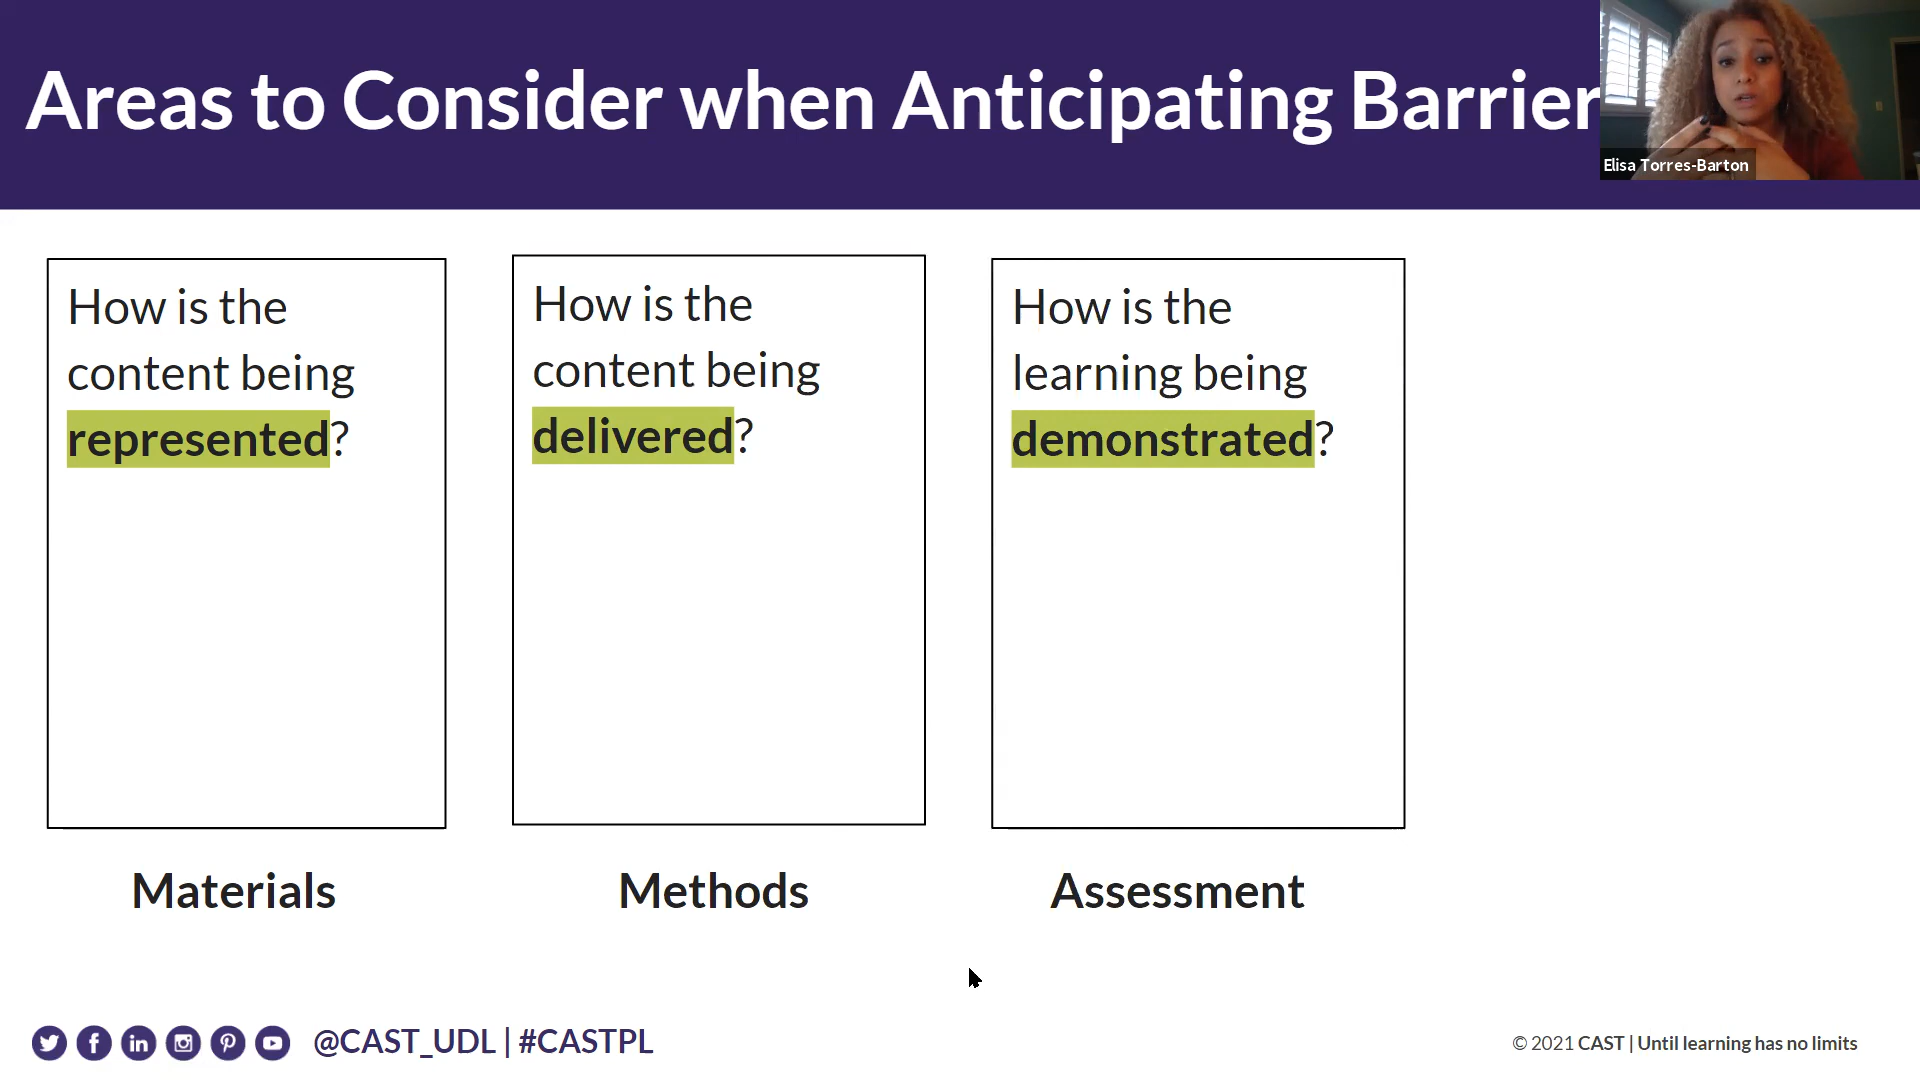 Areas to Consider when Anticipating Barrier
Elisa Torres-Barton
How is the
content being
represented?
How is the
content being
delivered?
How is the
learning being
demonstrated?
Materials
Methods
Assessment
@CAST_UDL | #CASTPL
© 2021 CAST | Until learning has no limits